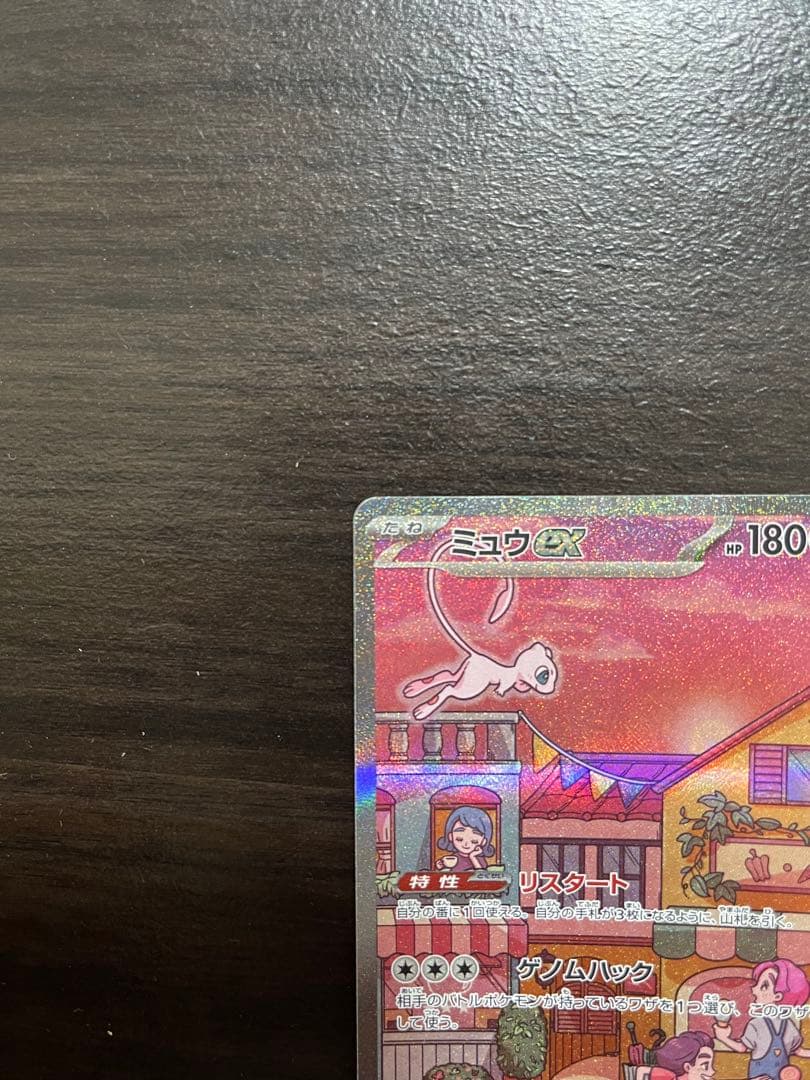 たね ミュウex HP 180
特性 リスタート
自分の番に1回使える。自分の手札が3枚になるように、山札を引く。
ゲノムハック
相手のバトルポケモンが持っているワザを1つ選び、このワザ
して使う。